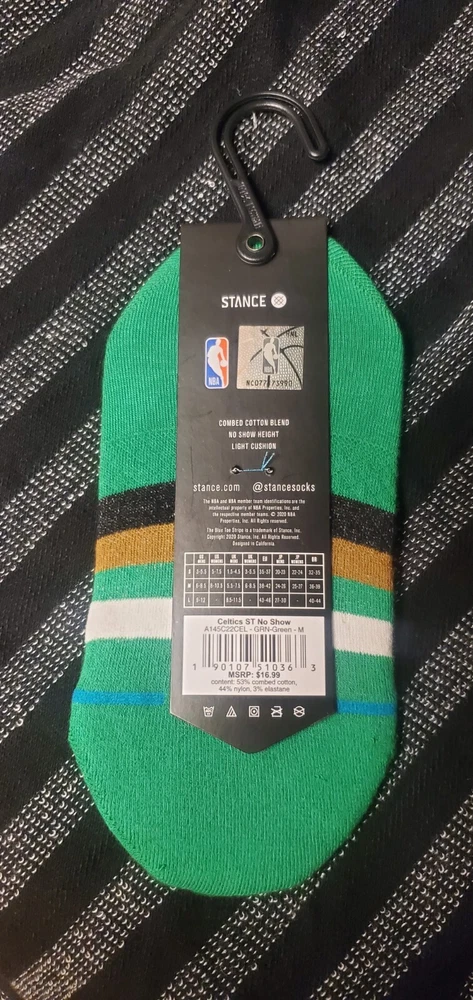 STANCE
NBA
NCO77773990
COMBED COTTON BLEND
NO SHOW HEIGHT
LIGHT CUSHION
stance.com @stancesocks
The NBA and NBA member team identifications are the
intellectual property of NBA Properties, Inc. and
the respective member teams. © 2020 NBA
Properties, Inc. All rights reserved.
The Blue Toe Stripe is a trademark of Stance, Inc.
Copyright 2020 Stance, Inc. All Rights Reserved.
Designed in California.
Celtics ST No Show
A145C22CEL - GRN-Green - M
1 90107 51036 3
MSRP: $16.99
content: 53% combed cotton,
44% nylon, 3% elastane